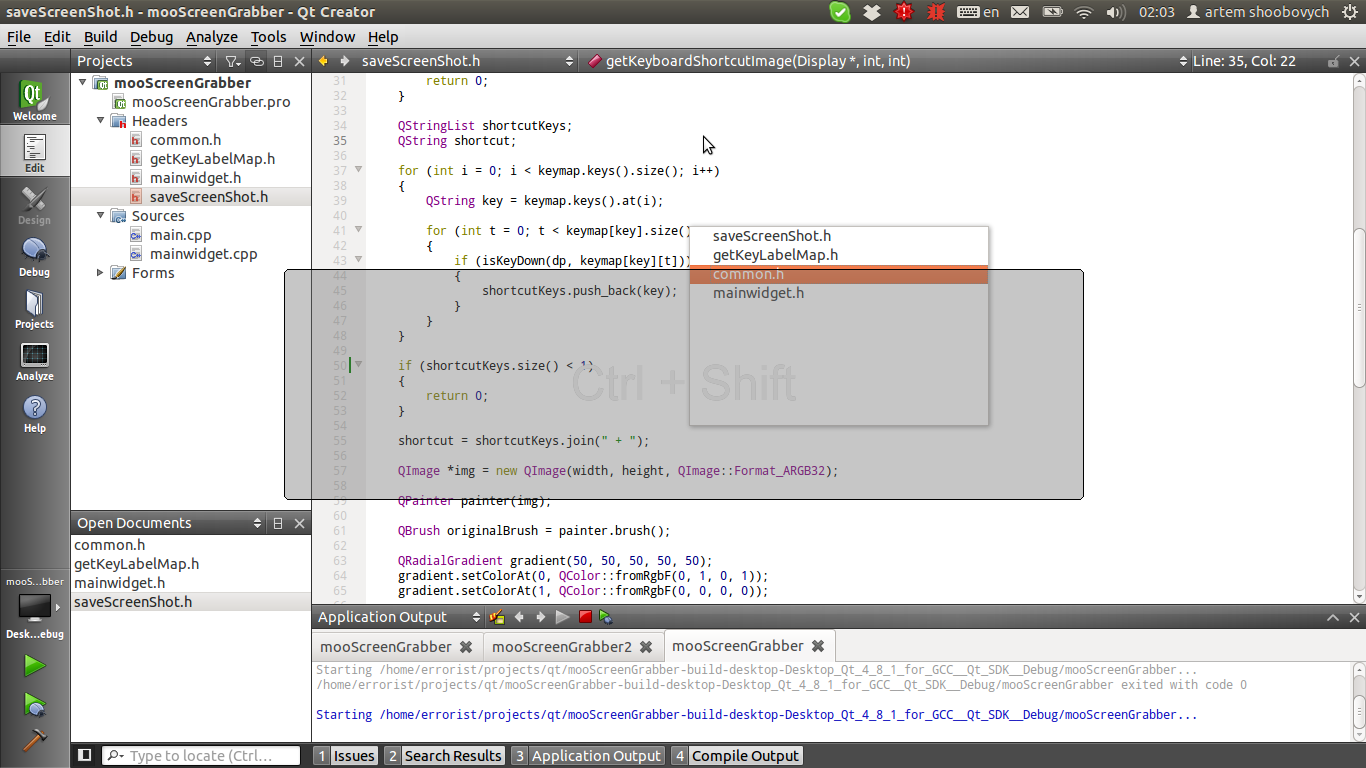 saveScreenShot.h - mooScreenGrabber - Qt Creator
en
02:03
artem shoobovych
File Edit Build Debug Analyze Tools Window Help
Projects
saveScreenShot.h
getKeyboardShortcutImage(Display *, int, int)
Line: 35, Col: 22
Qt
Welcome
Edit
Design
Debug
Projects
Analyze
Help
mooS...bber
Desk...ebug
mooScreenGrabber
mooScreenGrabber.pro
Headers
common.h
getKeyLabelMap.h
mainwidget.h
saveScreenShot.h
Sources
main.cpp
mainwidget.cpp
Forms
Open Documents
common.h
getKeyLabelMap.h
mainwidget.h
saveScreenShot.h
31 return 0;
32 }
33
34 QStringList shortcutKeys;
35 QString shortcut;
36
37 for (int i = 0; i < keymap.keys().size(); i++)
38 {
39 QString key = keymap.keys().at(i);
40
41 for (int t = 0; t < keymap[key].size()
42 {
43 if (isKeyDown(dp, keymap[key][t]))
44 {
45 shortcutKeys.push_back(key);
46 }
47 }
48 }
49
50 if (shortcutKeys.size() < 1)
51 {
52 return 0;
53 }
54
55 shortcut = shortcutKeys.join(" + ");
56
57 QImage *img = new QImage(width, height, QImage::Format_ARGB32);
58
59 QPainter painter(img);
60
61 QBrush originalBrush = painter.brush();
62
63 QRadialGradient gradient(50, 50, 50, 50, 50);
64 gradient.setColorAt(0, QColor::fromRgbF(0, 1, 0, 1));
65 gradient.setColorAt(1, QColor::fromRgbF(0, 0, 0, 0));
saveScreenShot.h
getKeyLabelMap.h
common.h
mainwidget.h
Ctrl + Shift
Application Output
mooScreenGrabber
mooScreenGrabber2
mooScreenGrabber
Starting /home/errorist/projects/qt/mooScreenGrabber-build-desktop-Desktop_Qt_4_8_1_for_GCC__Qt_SDK__Debug/mooScreenGrabber...
/home/errorist/projects/qt/mooScreenGrabber-build-desktop-Desktop_Qt_4_8_1_for_GCC__Qt_SDK__Debug/mooScreenGrabber exited with code 0
Starting /home/errorist/projects/qt/mooScreenGrabber-build-desktop-Desktop_Qt_4_8_1_for_GCC__Qt_SDK__Debug/mooScreenGrabber...
Type to locate (Ctrl...
1 Issues
2 Search Results
3 Application Output
4 Compile Output